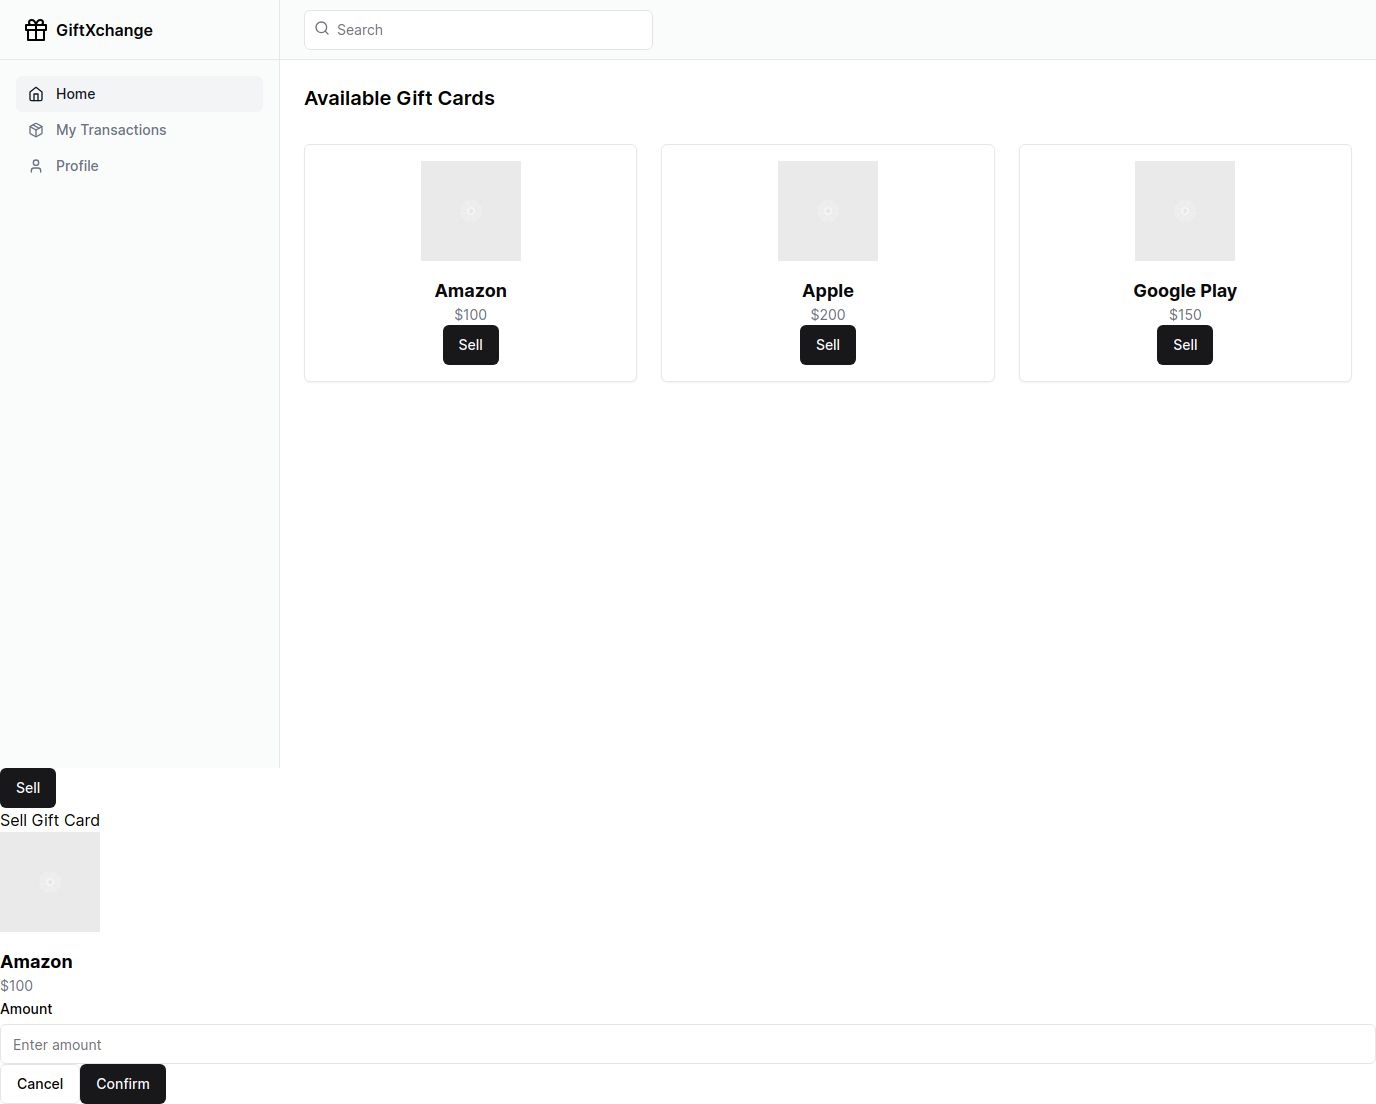 GiftXchange
Search
Home
My Transactions
Profile
Available Gift Cards
Amazon
$100
Sell
Apple
$200
Sell
Google Play
$150
Sell
Sell
Sell Gift Card
Amazon
$100
Amount
Enter amount
Cancel Confirm